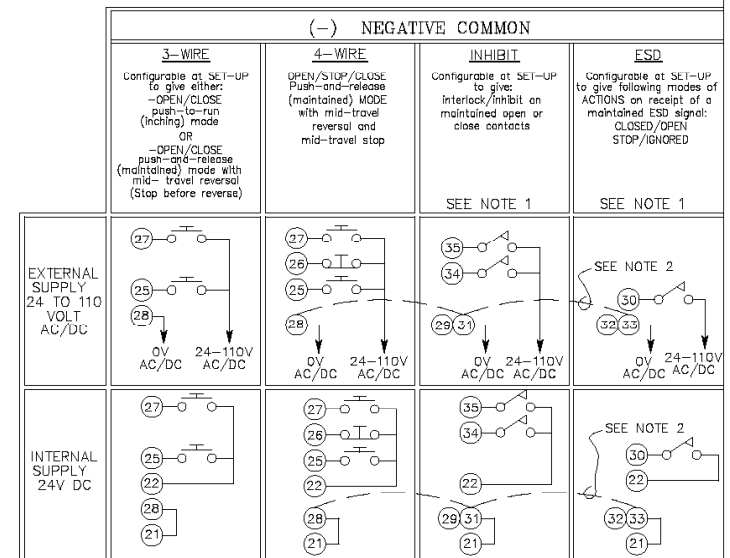 (−) NEGATIVE COMMON
3-WIRE
Configurable at SET-UP
to give either:
-OPEN/CLOSE
push-to-run
(inching) mode
OR
-OPEN/CLOSE
push-and-release
(maintained) mode with
mid- travel reversal
(Stop before reverse)
4-WIRE
OPEN/STOP/CLOSE
Push-and-release
(maintained) MODE
with mid-travel
reversal and
mid-travel stop
INHIBIT
Configurable at SET-UP
to give:
interlock/inhibit an
maintained open or
close contacts
SEE NOTE 1
ESD
Configurable at SET-UP
to give following modes of
ACTIONS on receipt of a
maintained ESD signal:
CLOSED/OPEN
STOP/IGNORED
SEE NOTE 1
EXTERNAL
SUPPLY
24 TO 110
VOLT
AC/DC
27
25
28
0V
AC/DC
24-110V
AC/DC
27
26
25
28
0V
AC/DC
24-110V
AC/DC
35
34
29 31
0V
AC/DC
24-110V
AC/DC
SEE NOTE 2
30
32 33
0V
AC/DC
24-110V
AC/DC
INTERNAL
SUPPLY
24V DC
27
25
22
28
21
27
26
25
22
28
21
35
34
22
29 31
21
SEE NOTE 2
30
22
32 33
21